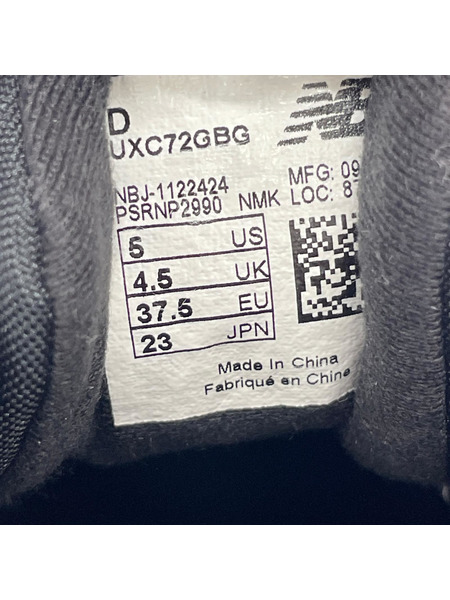 D
NB
UXC72GBG
NBJ-1122424
PSRNP2990 NMK
MFG: 09
LOC: 87
5 US
4.5 UK
37.5 EU
23 JPN
Made In China
Fabriqué en Chine